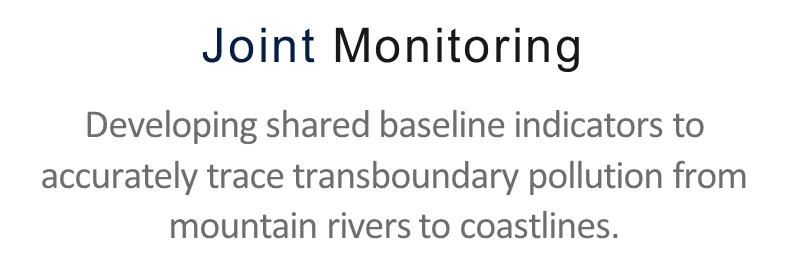 Joint Monitoring
Developing shared baseline indicators to
accurately trace transboundary pollution from
mountain rivers to coastlines.